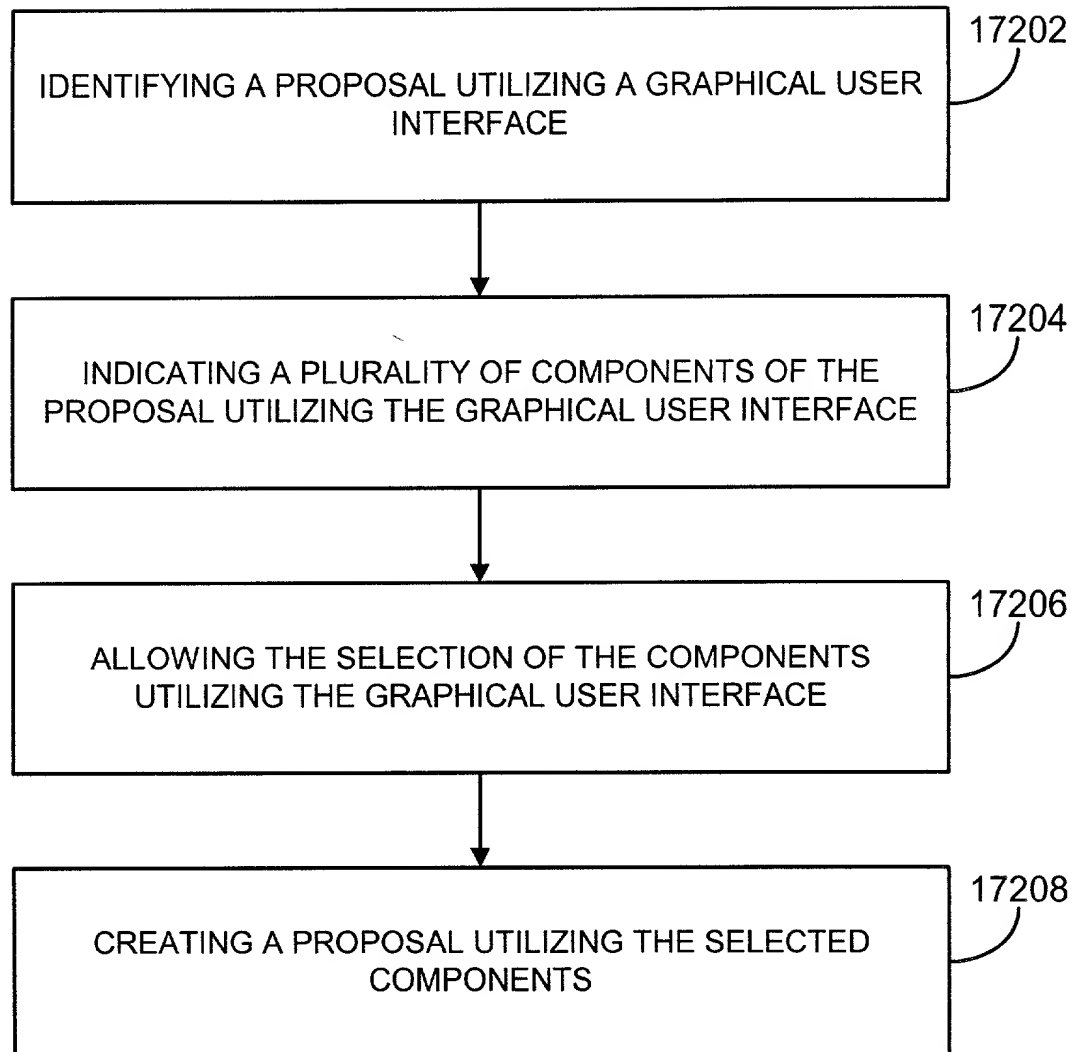 17202
IDENTIFYING A PROPOSAL UTILIZING A GRAPHICAL USER
INTERFACE
17204
INDICATING A PLURALITY OF COMPONENTS OF THE
PROPOSAL UTILIZING THE GRAPHICAL USER INTERFACE
17206
ALLOWING THE SELECTION OF THE COMPONENTS
UTILIZING THE GRAPHICAL USER INTERFACE
17208
CREATING A PROPOSAL UTILIZING THE SELECTED
COMPONENTS